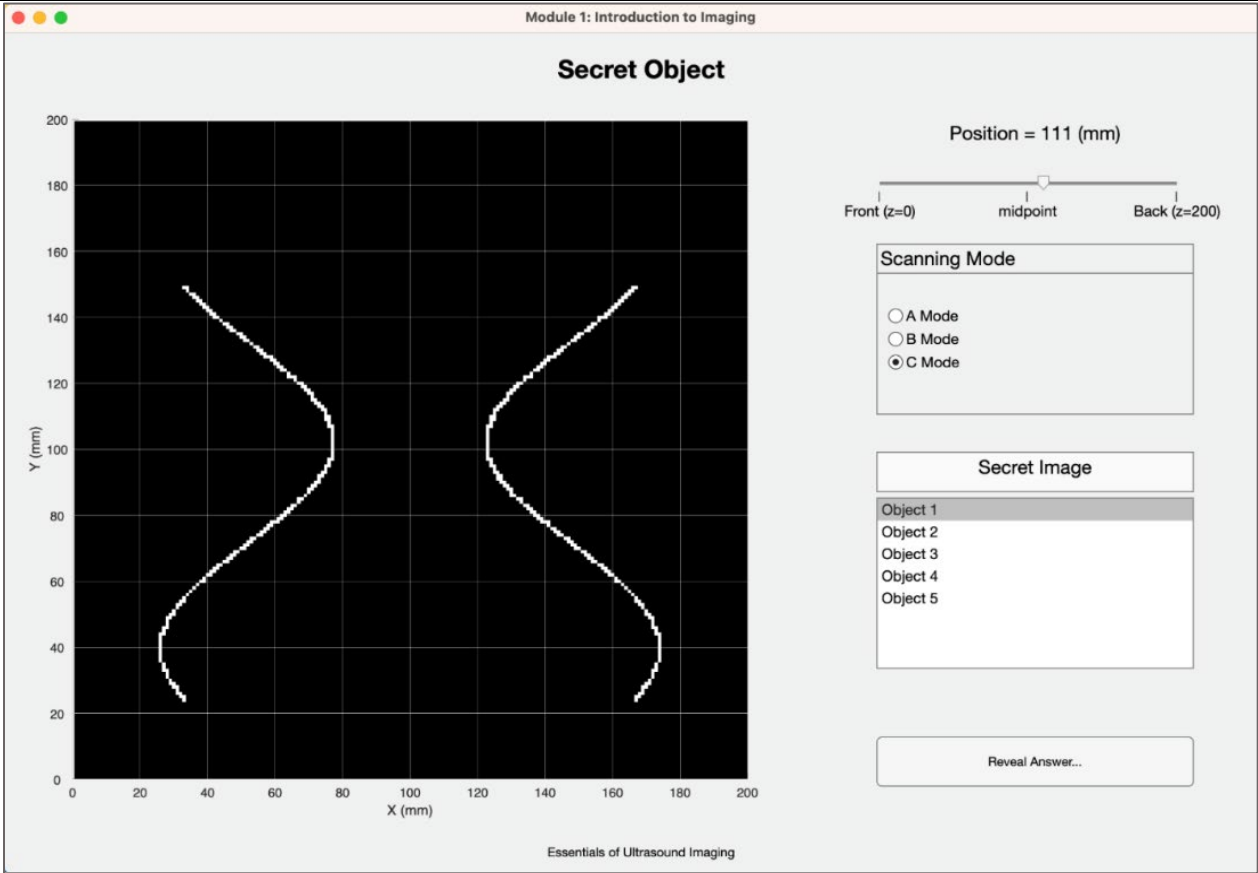 Module 1: Introduction to Imaging
Secret Object
200
180
160
140
120
100
80
60
40
20
0
Y (mm)
0 20 40 60 80 100 120 140 160 180 200
X (mm)
Position = 111 (mm)
Front (z=0) midpoint Back (z=200)
Scanning Mode
A Mode
B Mode
C Mode
Secret Image
Object 1
Object 2
Object 3
Object 4
Object 5
Reveal Answer...
Essentials of Ultrasound Imaging